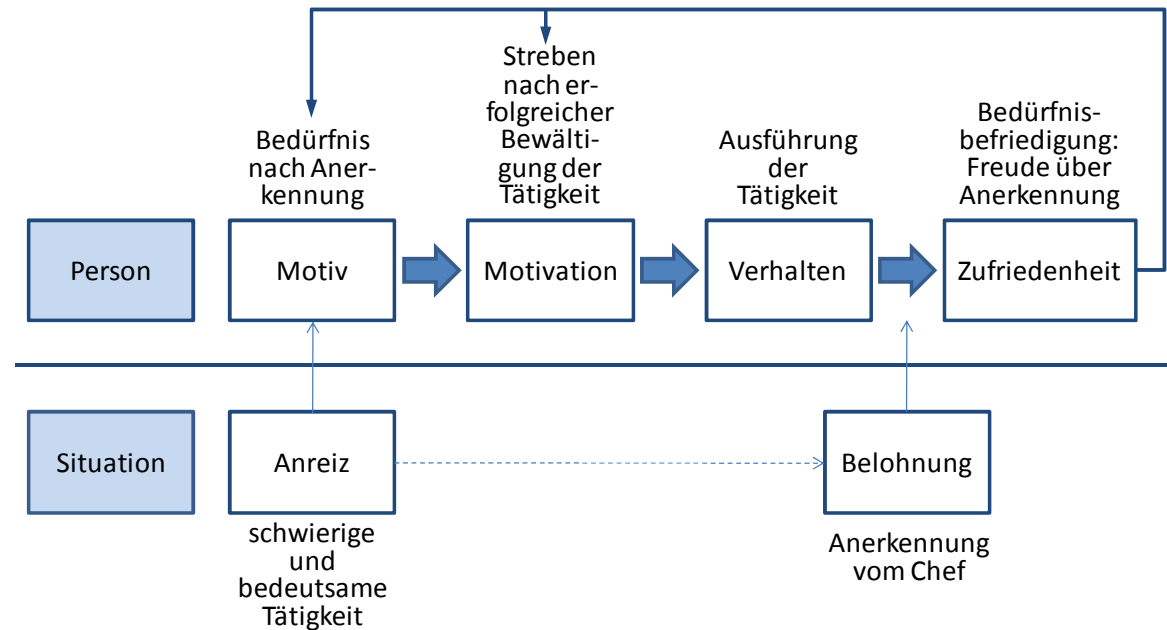 Streben
nach er-
folgreicher
Bewälti-
gung der
Tätigkeit
Bedürfnis
nach Aner-
kennung
Ausführung
der
Tätigkeit
Bedürfnis-
befriedigung:
Freude über
Anerkennung
Person
Motiv
Motivation
Verhalten
Zufriedenheit
Situation
Anreiz
Belohnung
schwierige
und
bedeutsame
Tätigkeit
Anerkennung
vom Chef